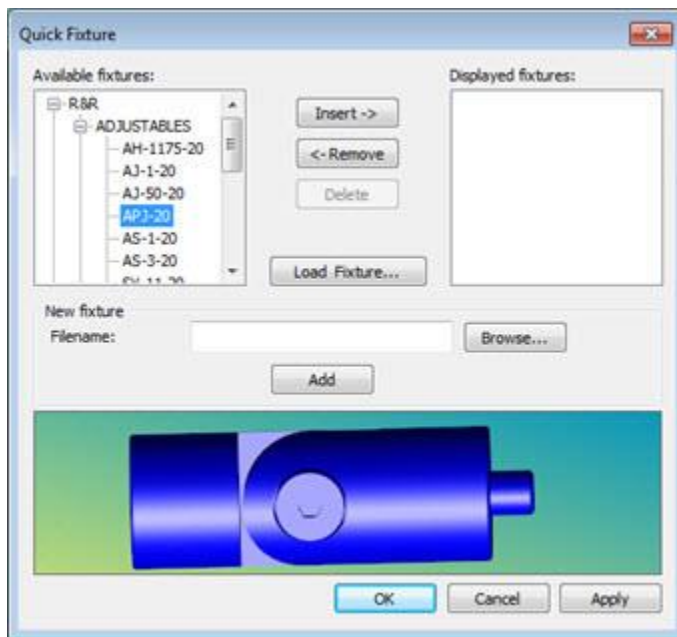 Quick Fixture
Available fixtures:
Displayed fixtures:
R&R
ADJUSTABLES
AH-1175-20
AJ-1-20
AJ-50-20
APJ-20
AS-1-20
AS-3-20
Insert ->
<- Remove
Delete
Load Fixture...
New fixture
Filename:
Browse...
Add
OK
Cancel
Apply